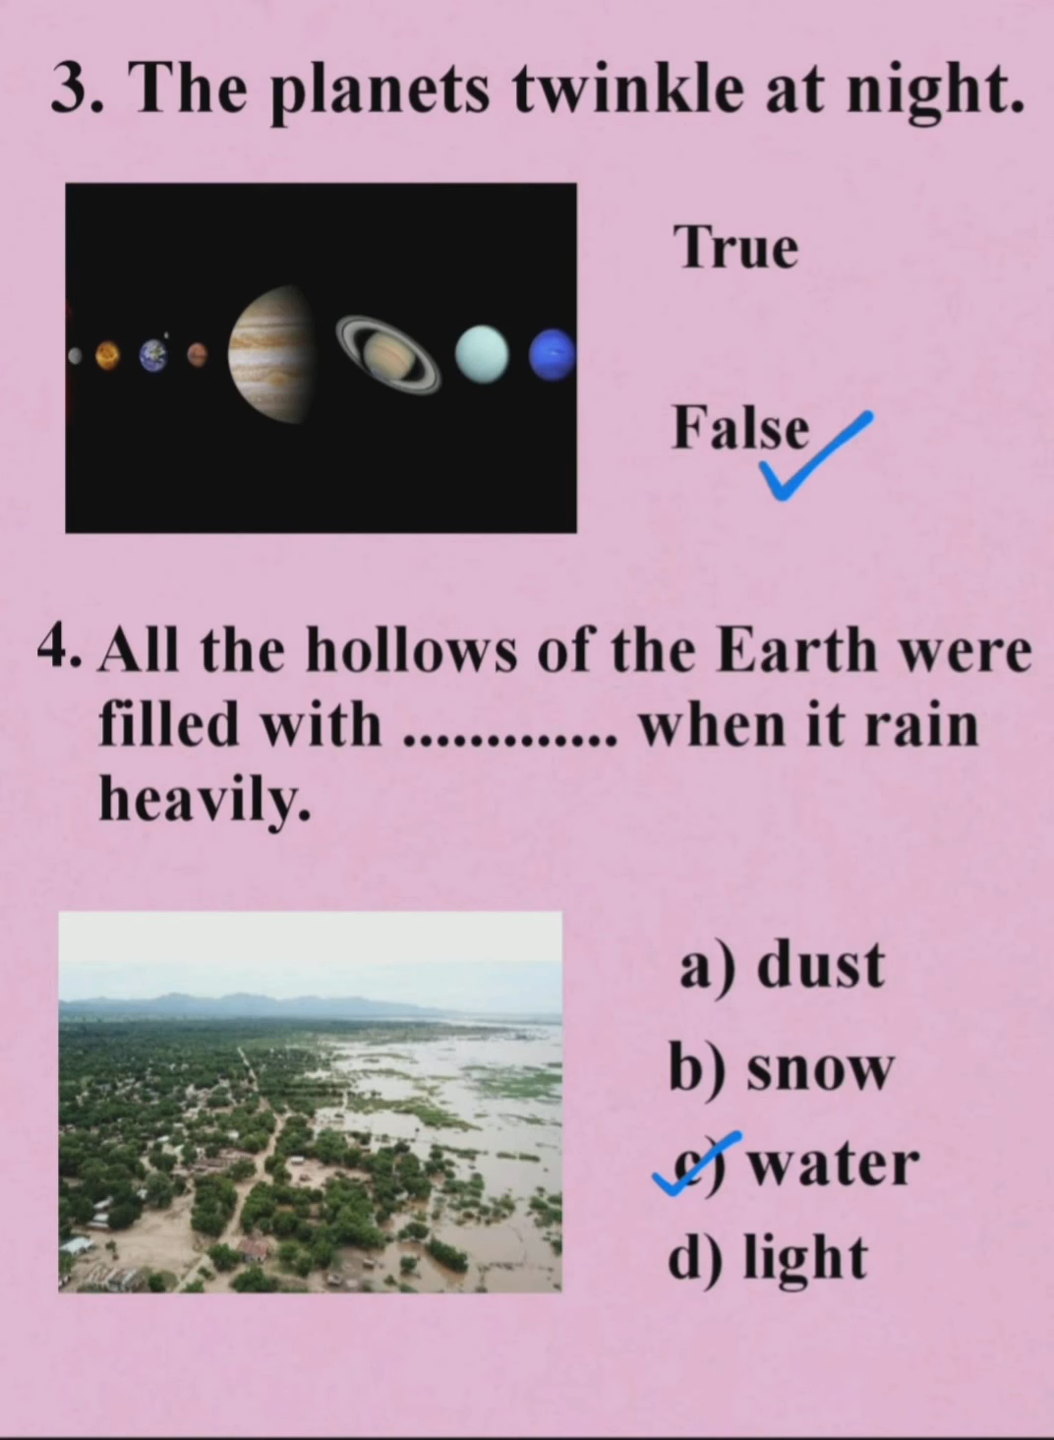 3. The planets twinkle at night.
True
False
4. All the hollows of the Earth were
filled with ............. when it rain
heavily.
a) dust
b) snow
c) water
d) light